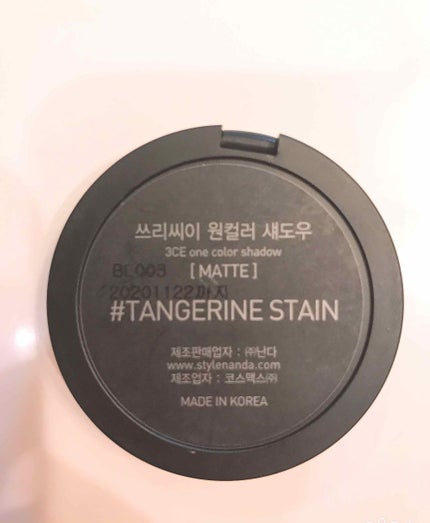 쓰리씨이 원컬러 섀도우
3CE one color shadow
BL003 [MATTE]
20201122까지
#TANGERINE STAIN
제조판매업자 : ㈜난다
www.stylenanda.com
제조업자 : 코스맥스㈜
MADE IN KOREA